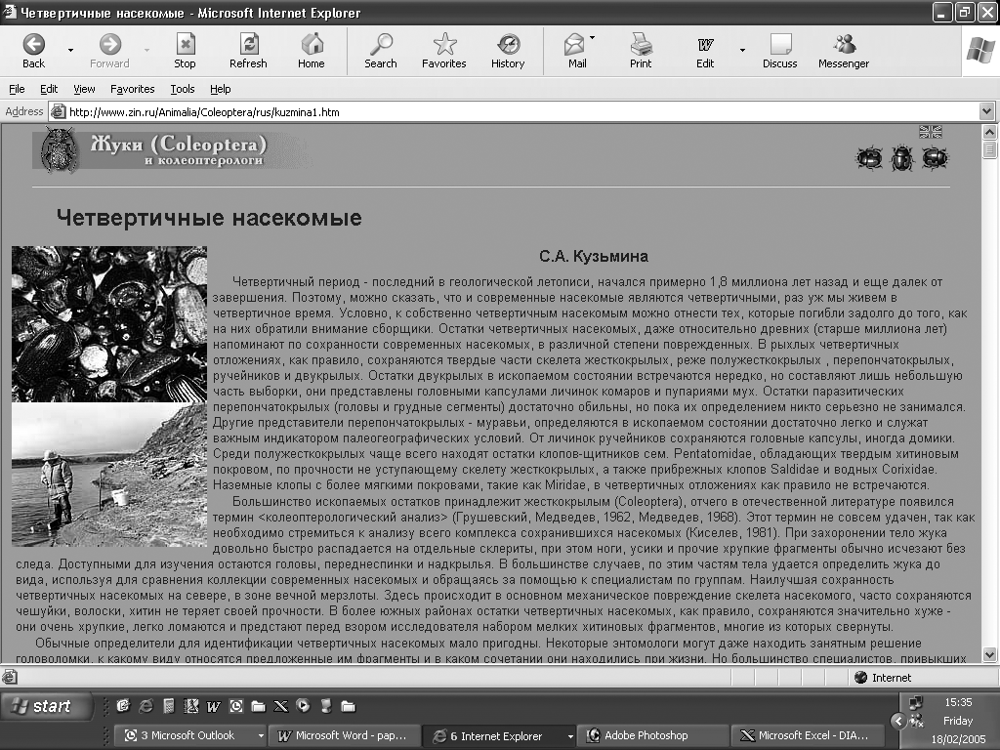 Четвертичные насекомые - Microsoft Internet Explorer
Back Forward Stop Refresh Home Search Favorites History Mail Print Edit Discuss Messenger
File Edit View Favorites Tools Help
Address http://www.zin.ru/Animalia/Coleoptera/rus/kuzmina1.htm
Жуки (Coleoptera)
и колеоптерологи
Четвертичные насекомые
С.А. Кузьмина
Четвертичный период - последний в геологической летописи, начался примерно 1,8 миллиона лет назад и еще далек от
завершения. Поэтому, можно сказать, что и современные насекомые являются четвертичными, раз уж мы живем в
четвертичное время. Условно, к собственно четвертичным насекомым можно отнести тех, которые погибли задолго до того, как
на них обратили внимание сборщики. Остатки четвертичных насекомых, даже относительно древних (старше миллиона лет)
напоминают по сохранности современных насекомых, в различной степени поврежденных. В рыхлых четвертичных
отложениях, как правило, сохраняются твердые части скелета жесткокрылых, реже полужесткокрылых , перепончатокрылых,
ручейников и двукрылых. Остатки двукрылых в ископаемом состоянии встречаются нередко, но составляют лишь небольшую
часть выборки, они представлены головными капсулами личинок комаров и пупариями мух. Остатки паразитических
перепончатокрылых (головы и грудные сегменты) достаточно обильны, но пока их определением никто серьезно не занимался.
Другие представители перепончатокрылых - муравьи, определяются в ископаемом состоянии достаточно легко и служат
важным индикатором палеогеографических условий. От личинок ручейников сохраняются головные капсулы, иногда домики.
Среди полужесткокрылых чаще всего находят остатки клопов-щитников сем. Pentatomidae, обладающих твердым хитиновым
покровом, по прочности не уступающему скелету жесткокрылых, а также прибрежных клопов Saldidae и водных Corixidae.
Наземные клопы с более мягкими покровами, такие как Miridae, в четвертичных отложениях как правило не встречаются.
Большинство ископаемых остатков принадлежит жесткокрылым (Coleoptera), отчего в отечественной литературе появился
термин <колеоптерологический анализ> (Грушевский, Медведев, 1962, Медведев, 1968). Этот термин не совсем удачен, так как
необходимо стремиться к анализу всего комплекса сохранившихся насекомых (Киселев, 1981). При захоронении тело жука
довольно быстро распадается на отдельные склериты, при этом ноги, усики и прочие хрупкие фрагменты обычно исчезают без
следа. Доступными для изучения остаются головы, переднеспинки и надкрылья. В большинстве случаев, по этим частям тела удается определить жука до
вида, используя для сравнения коллекции современных насекомых и обращаясь за помощью к специалистам по группам. Наилучшая сохранность
четвертичных насекомых на севере, в зоне вечной мерзлоты. Здесь происходит в основном механическое повреждение скелета насекомого, часто сохраняются
чешуйки, волоски, хитин не теряет своей прочности. В более южных районах остатки четвертичных насекомых, как правило, сохраняются значительно хуже -
они очень хрупкие, легко ломаются и предстают перед взором исследователя набором мелких хитиновых фрагментов, многие из которых свернуты.
Обычные определители для идентификации четвертичных насекомых мало пригодны. Некоторые энтомологи могут даже находить занятным решение
головоломки, к какому виду относятся предложенные им фрагменты и в каком сочетании они находились при жизни. Но большинство специалистов, привыкших
Internet
start
15:35
Friday
18/02/2005
3 Microsoft Outlook Microsoft Word - pap... 6 Internet Explorer Adobe Photoshop Microsoft Excel - DIA...